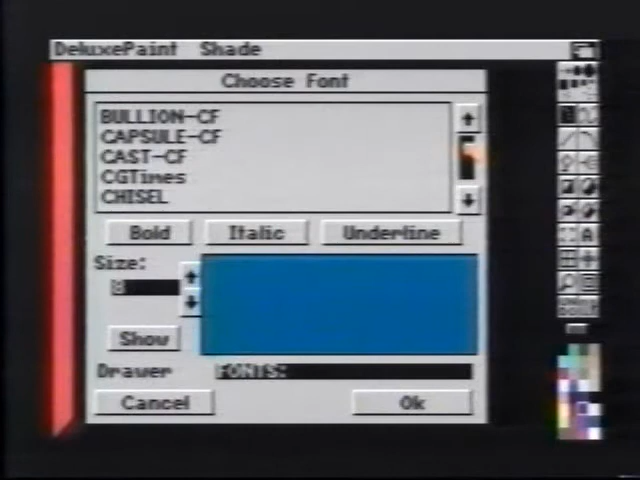 DeluxePaint Shade
Choose Font
BULLION-CF
CAPSULE-CF
CAST-CF
CGTimes
CHISEL
Bold Italic Underline
Size:
8
Show
Drawer FONTS:
Cancel Ok